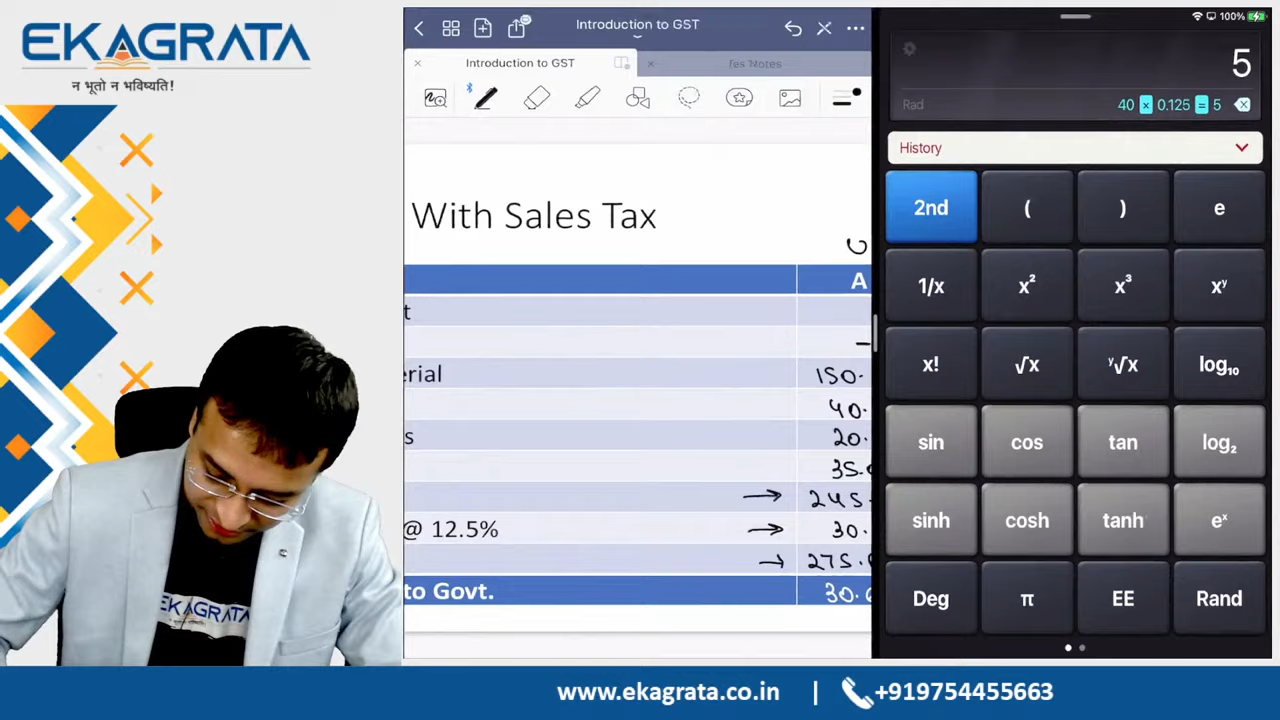 EKAGRATA
न भूतो न भविष्यति!
Introduction to GST
Introduction to GST
fes Notes
With Sales Tax
A
t
erial
150.
40.
s
20.
35.
245.
@ 12.5%
30.
275.
to Govt.
30.
100%
5
Rad
40 x 0.125 = 5
History
2nd ( ) e
1/x x² x³ xʸ
x! √x ʸ√x log₁₀
sin cos tan log₂
sinh cosh tanh eˣ
Deg π EE Rand
EKAGRATA
www.ekagrata.co.in | +919754455663